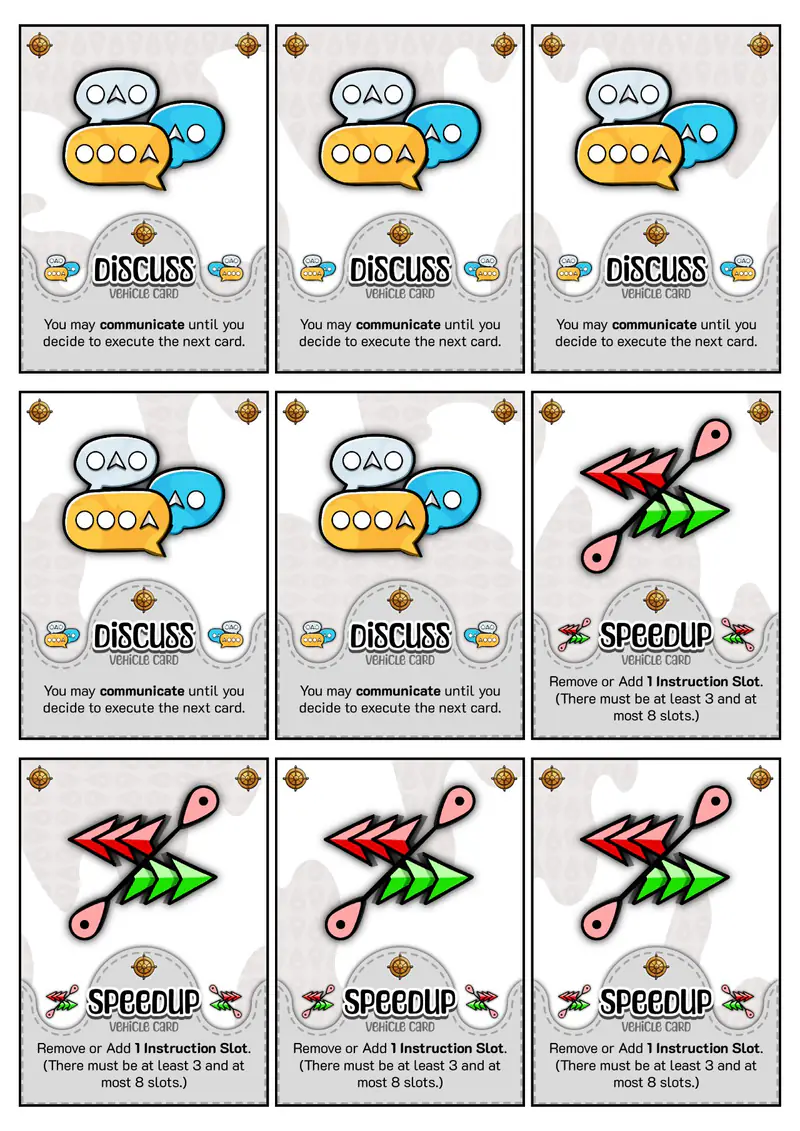 DISCUSS
VEHICLE CARD
You may communicate until you
decide to execute the next card.
DISCUSS
VEHICLE CARD
You may communicate until you
decide to execute the next card.
DISCUSS
VEHICLE CARD
You may communicate until you
decide to execute the next card.
DISCUSS
VEHICLE CARD
You may communicate until you
decide to execute the next card.
DISCUSS
VEHICLE CARD
You may communicate until you
decide to execute the next card.
SPEEDUP
VEHICLE CARD
Remove or Add 1 Instruction Slot.
(There must be at least 3 and at
most 8 slots.)
SPEEDUP
VEHICLE CARD
Remove or Add 1 Instruction Slot.
(There must be at least 3 and at
most 8 slots.)
SPEEDUP
VEHICLE CARD
Remove or Add 1 Instruction Slot.
(There must be at least 3 and at
most 8 slots.)
SPEEDUP
VEHICLE CARD
Remove or Add 1 Instruction Slot.
(There must be at least 3 and at
most 8 slots.)